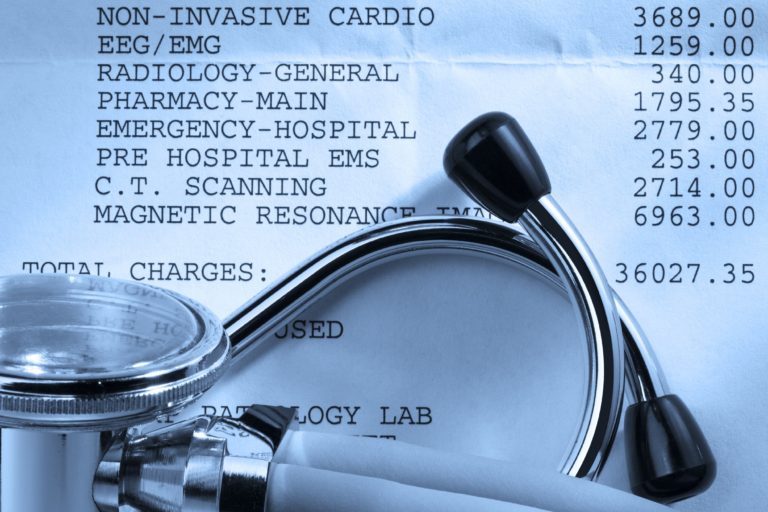 NON-INVASIVE CARDIO 3689.00
EEG/EMG 1259.00
RADIOLOGY-GENERAL 340.00
PHARMACY-MAIN 1795.35
EMERGENCY-HOSPITAL 2779.00
PRE HOSPITAL EMS 253.00
C.T. SCANNING 2714.00
MAGNETIC RESONANCE 6963.00
TOTAL CHARGES: 36027.35
LAB